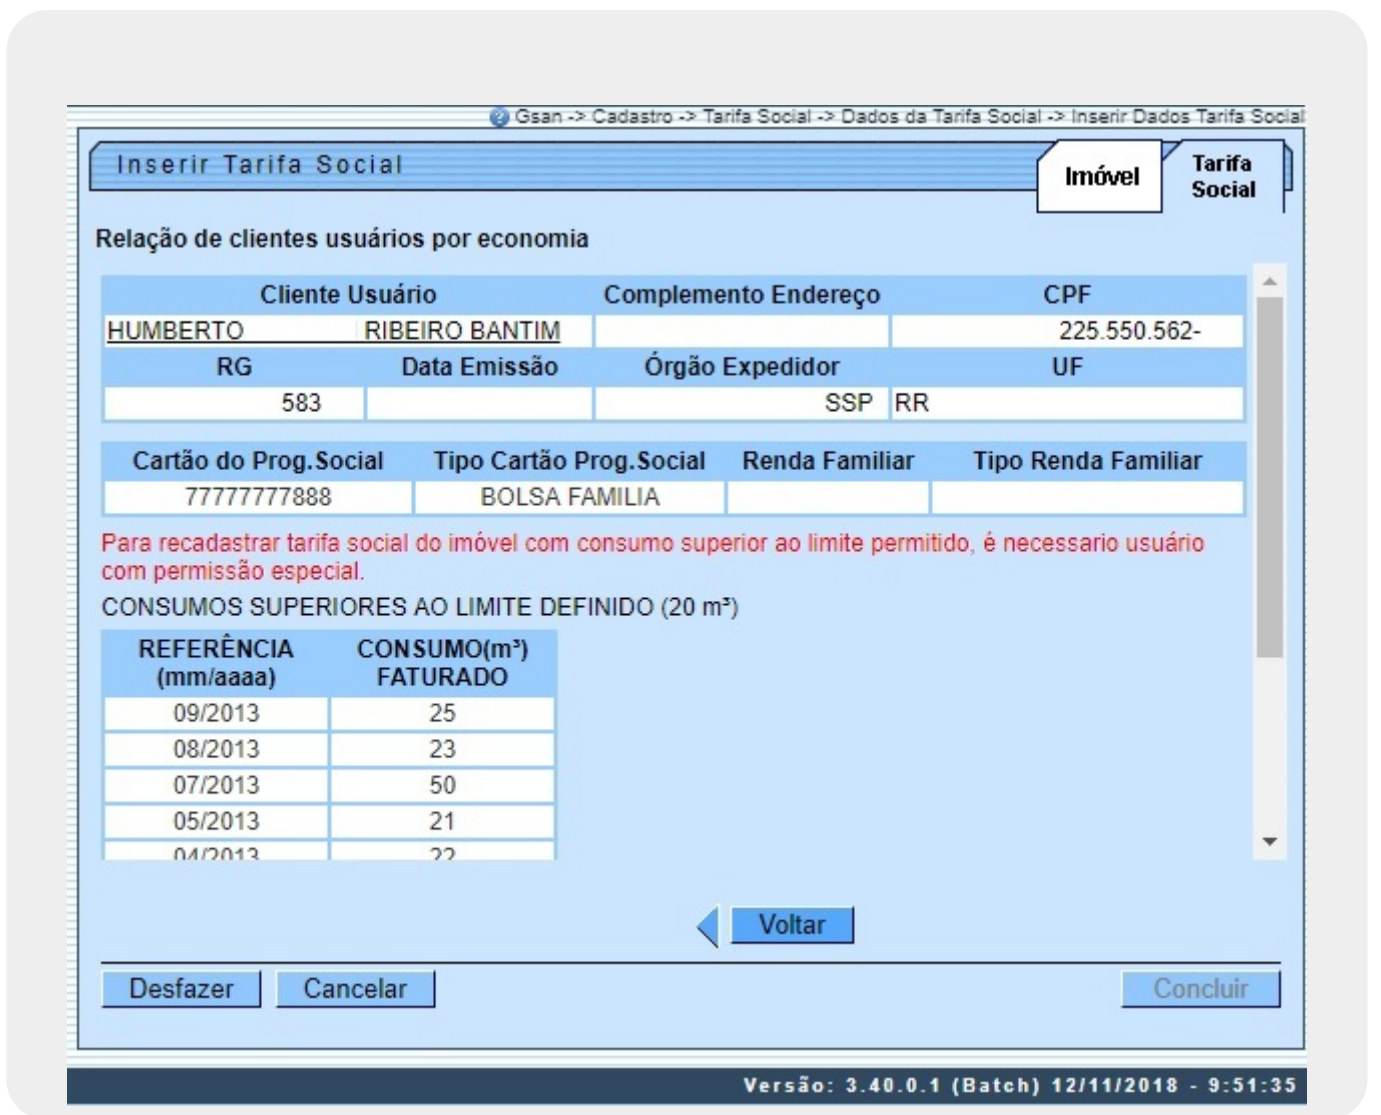 Gsan -> Cadastro -> Tarifa Social -> Dados da Tarifa Social -> Inserir Dados Tarifa Social
Inserir Tarifa Social
Imóvel
Tarifa
Social
Relação de clientes usuários por economia
Cliente Usuário Complemento Endereço CPF
HUMBERTO RIBEIRO BANTIM 225.550.562-
RG Data Emissão Órgão Expedidor UF
583 SSP RR
Cartão do Prog.Social Tipo Cartão Prog.Social Renda Familiar Tipo Renda Familiar
77777777888 BOLSA FAMILIA
Para recadastrar tarifa social do imóvel com consumo superior ao limite permitido, é necessario usuário
com permissão especial.
CONSUMOS SUPERIORES AO LIMITE DEFINIDO (20 m³)
REFERÊNCIA CONSUMO(m³)
(mm/aaaa) FATURADO
09/2013 25
08/2013 23
07/2013 50
05/2013 21
04/2013 22
Voltar
Desfazer Cancelar Concluir
Versão: 3.40.0.1 (Batch) 12/11/2018 - 9:51:35